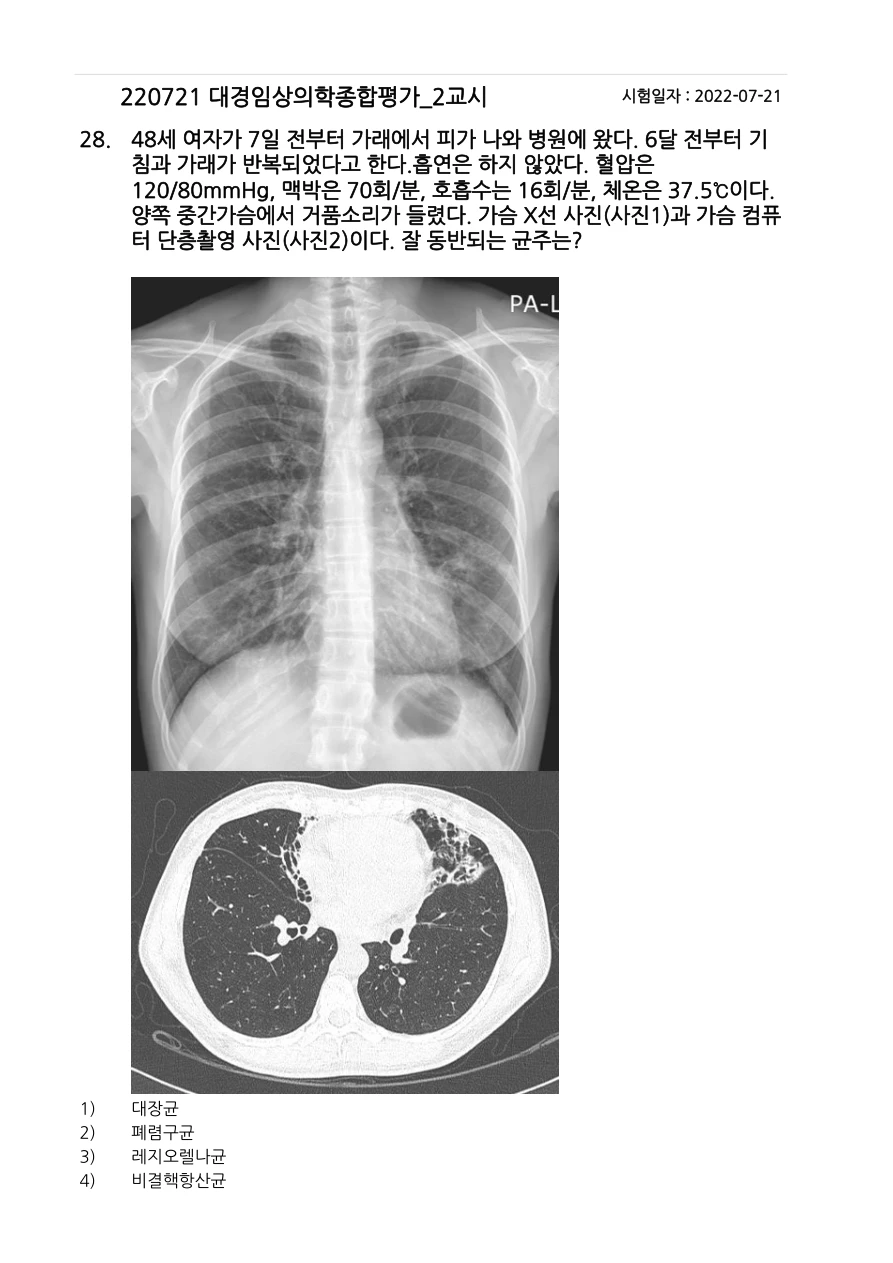 220721 대경임상의학종합평가_2교시 시험일자 : 2022-07-21
28. 48세 여자가 7일 전부터 가래에서 피가 나와 병원에 왔다. 6달 전부터 기
침과 가래가 반복되었다고 한다.흡연은 하지 않았다. 혈압은
120/80mmHg, 맥박은 70회/분, 호흡수는 16회/분, 체온은 37.5℃이다.
양쪽 중간가슴에서 거품소리가 들렸다. 가슴 X선 사진(사진1)과 가슴 컴퓨
터 단층촬영 사진(사진2)이다. 잘 동반되는 균주는?
PA-L
1) 대장균
2) 폐렴구균
3) 레지오렐나균
4) 비결핵항산균